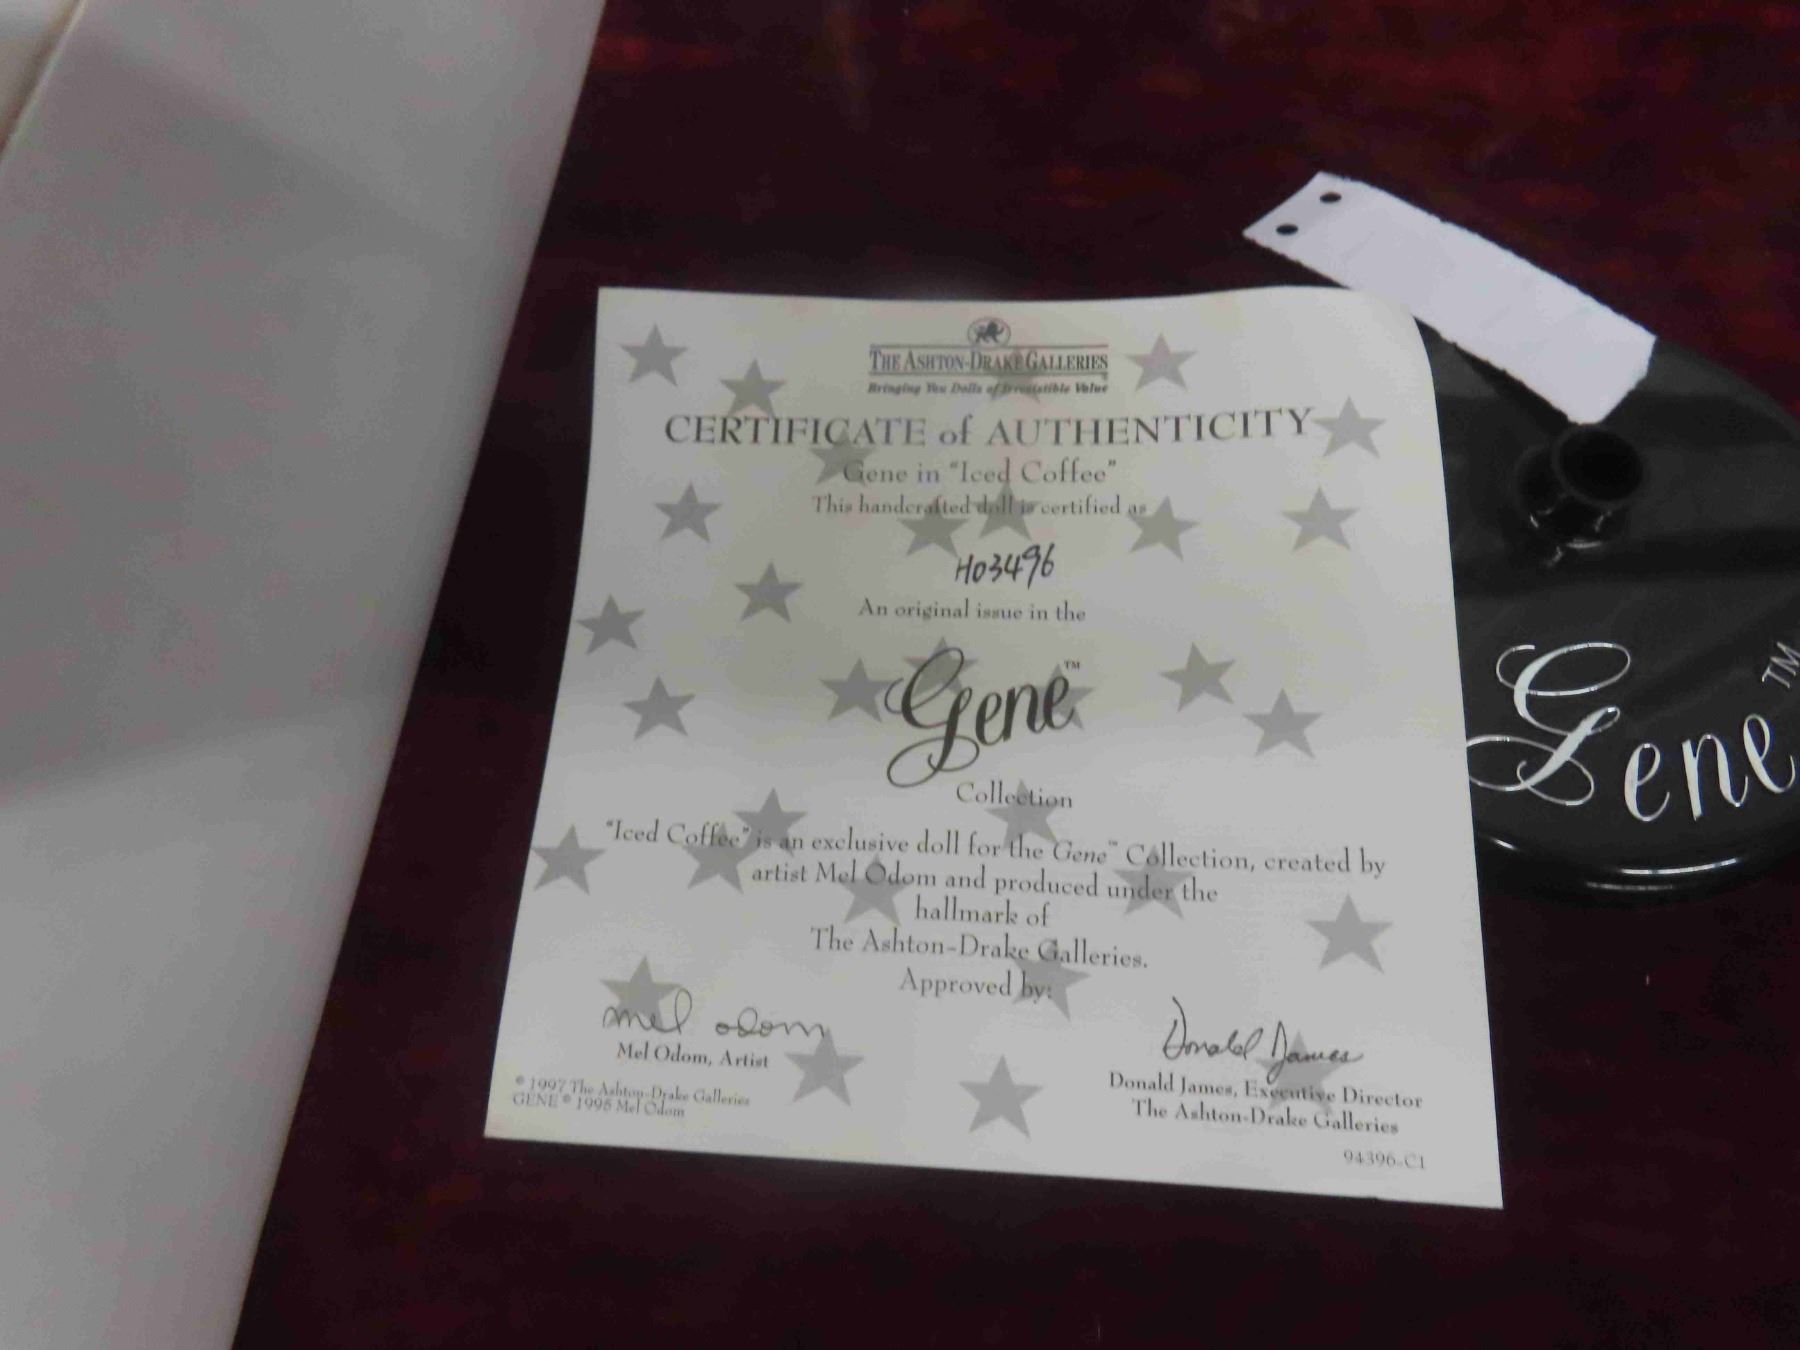 THE ASHTON-DRAKE GALLERIES
Bringing You Dolls of Irresistible Value
CERTIFICATE of AUTHENTICITY
Gene in "Iced Coffee"
This handcrafted doll is certified as
H03496
An original issue in the
Gene™
Collection
"Iced Coffee" is an exclusive doll for the Gene™ Collection, created by
artist Mel Odom and produced under the
hallmark of
The Ashton-Drake Galleries.
Approved by:
mel odom
Mel Odom, Artist
© 1997 The Ashton-Drake Galleries
GENE © 1995 Mel Odom
Donald James
Donald James, Executive Director
The Ashton-Drake Galleries
94396-C1
Gene™